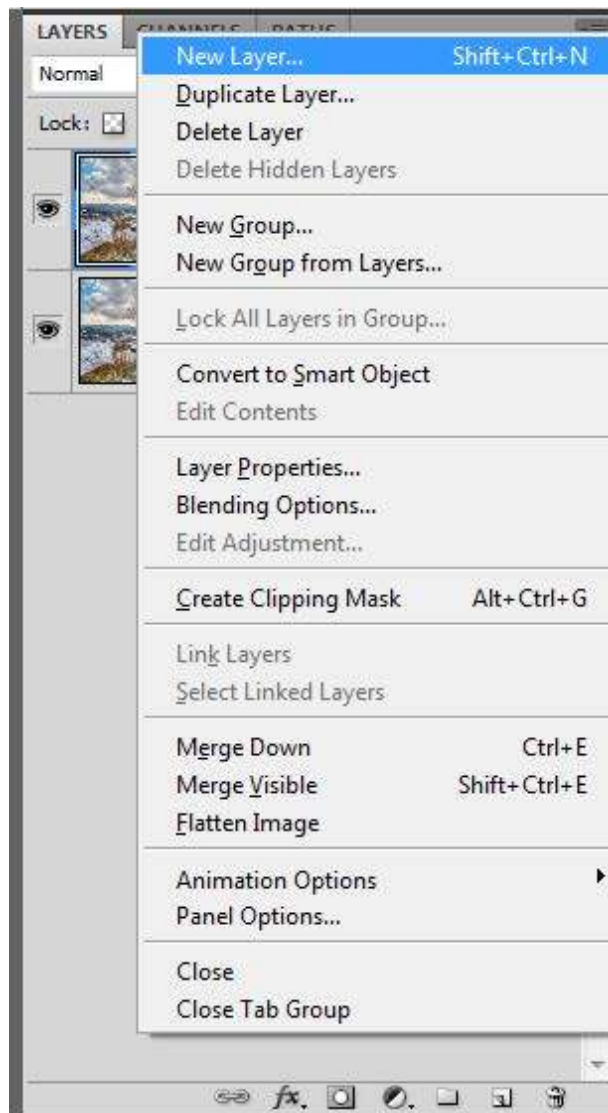 LAYERS CHANNELS PATHS
Normal
Lock:
New Layer... Shift+Ctrl+N
Duplicate Layer...
Delete Layer
Delete Hidden Layers
New Group...
New Group from Layers...
Lock All Layers in Group...
Convert to Smart Object
Edit Contents
Layer Properties...
Blending Options...
Edit Adjustment...
Create Clipping Mask Alt+Ctrl+G
Link Layers
Select Linked Layers
Merge Down Ctrl+E
Merge Visible Shift+Ctrl+E
Flatten Image
Animation Options
Panel Options...
Close
Close Tab Group
fx.